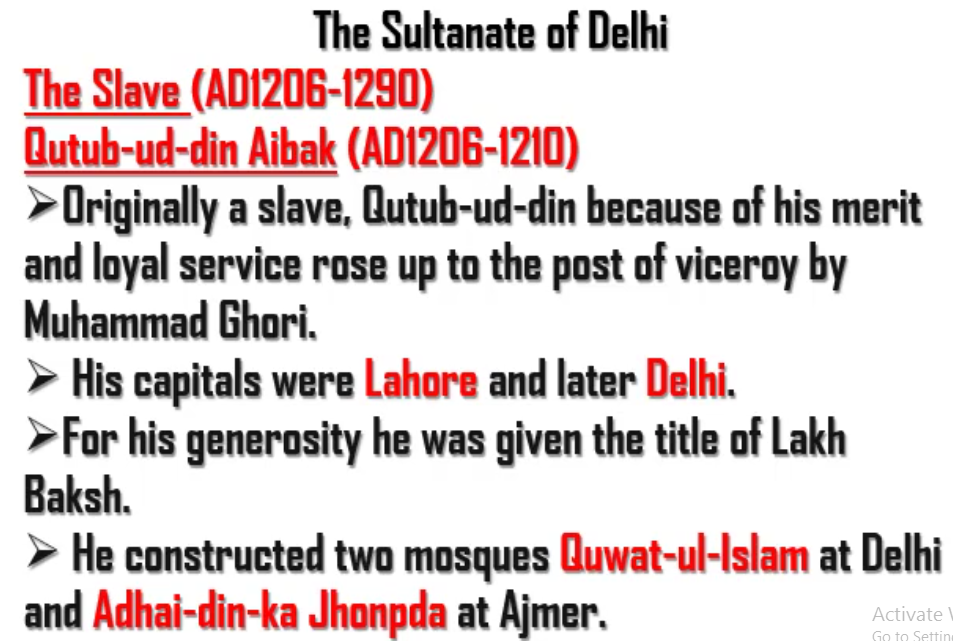 The Sultanate of Delhi
The Slave (AD1206-1290)
Qutub-ud-din Aibak (AD1206-1210)
➢Originally a slave, Qutub-ud-din because of his merit
and loyal service rose up to the post of viceroy by
Muhammad Ghori.
➢ His capitals were Lahore and later Delhi.
➢For his generosity he was given the title of Lakh
Baksh.
➢ He constructed two mosques Quwat-ul-Islam at Delhi
and Adhai-din-ka Jhonpda at Ajmer.
Activate
Go to